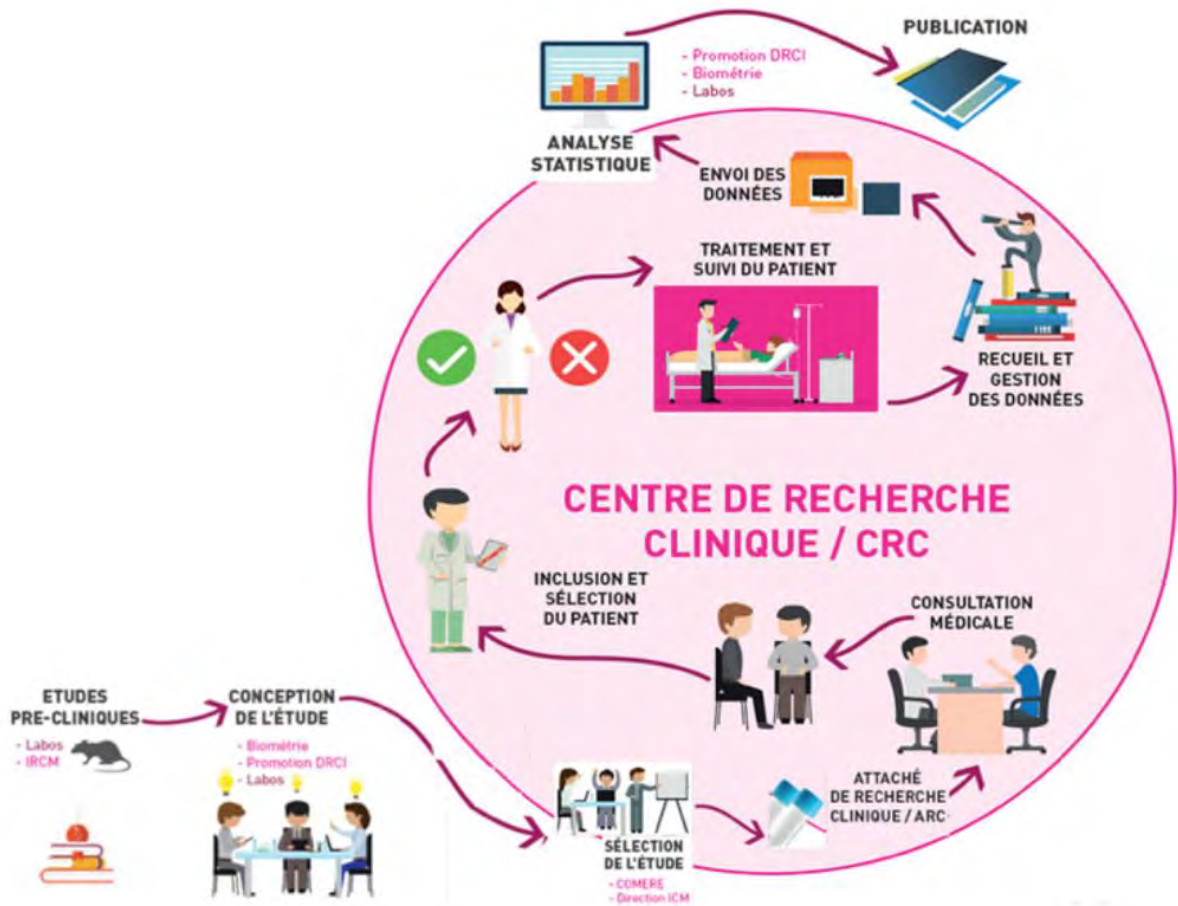 PUBLICATION
- Promotion DRCI
- Biométrie
- Labos
ANALYSE
STATISTIQUE
ENVOI DES
DONNÉES
TRAITEMENT ET
SUIVI DU PATIENT
RECUEIL ET
GESTION
DES DONNÉES
CENTRE DE RECHERCHE
CLINIQUE / CRC
INCLUSION ET
SÉLECTION
DU PATIENT
CONSULTATION
MÉDICALE
ETUDES
PRE-CLINIQUES
- Labos
- IRCM
CONCEPTION
DE L'ÉTUDE
- Biométrie
- Promotion DRCI
- Labos
ATTACHÉ
DE RECHERCHE
CLINIQUE / ARC
SÉLECTION
DE L'ÉTUDE
- COMERE
- Direction ICM